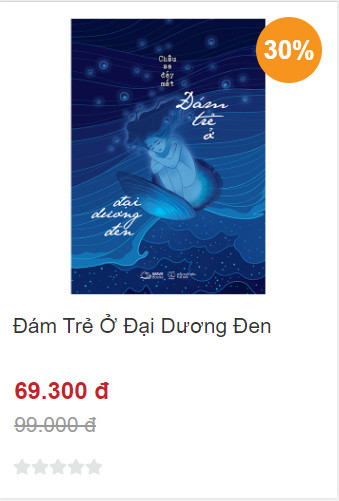 30%
Châu
sa
đáy
mắt
Đám
trẻ
ở
đại
dương
đen
Đám Trẻ Ở Đại Dương Đen
69.300 đ
99.000 đ